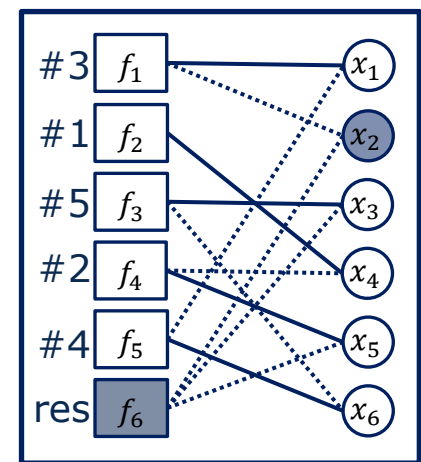 #3 f₁ x₁
#1 f₂ x₂
#5 f₃ x₃
#2 f₄ x₄
#4 f₅ x₅
res f₆ x₆